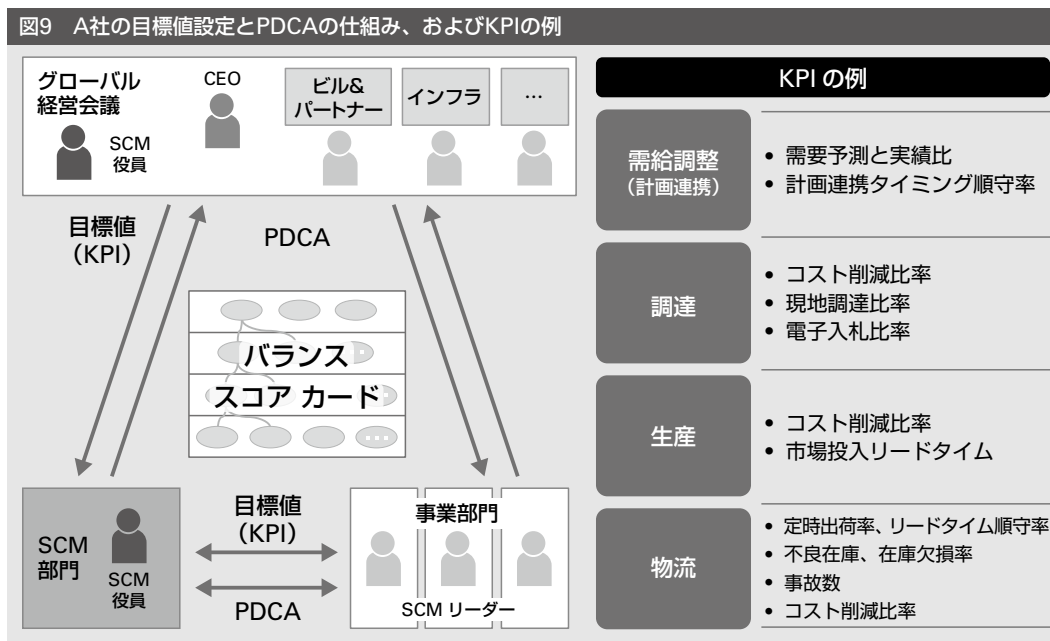 図9　A社の目標値設定とPDCAの仕組み、およびKPIの例
グローバル
経営会議
SCM
役員
CEO
ビル&
パートナー
インフラ
…
目標値
（KPI）
PDCA
バランス
スコア カード
SCM
部門
SCM
役員
目標値
（KPI）
PDCA
事業部門
SCM リーダー
KPI の例
需給調整
（計画連携）
• 需要予測と実績比
• 計画連携タイミング順守率
調達
• コスト削減比率
• 現地調達比率
• 電子入札比率
生産
• コスト削減比率
• 市場投入リードタイム
物流
• 定時出荷率、リードタイム順守率
• 不良在庫、在庫欠損率
• 事故数
• コスト削減比率